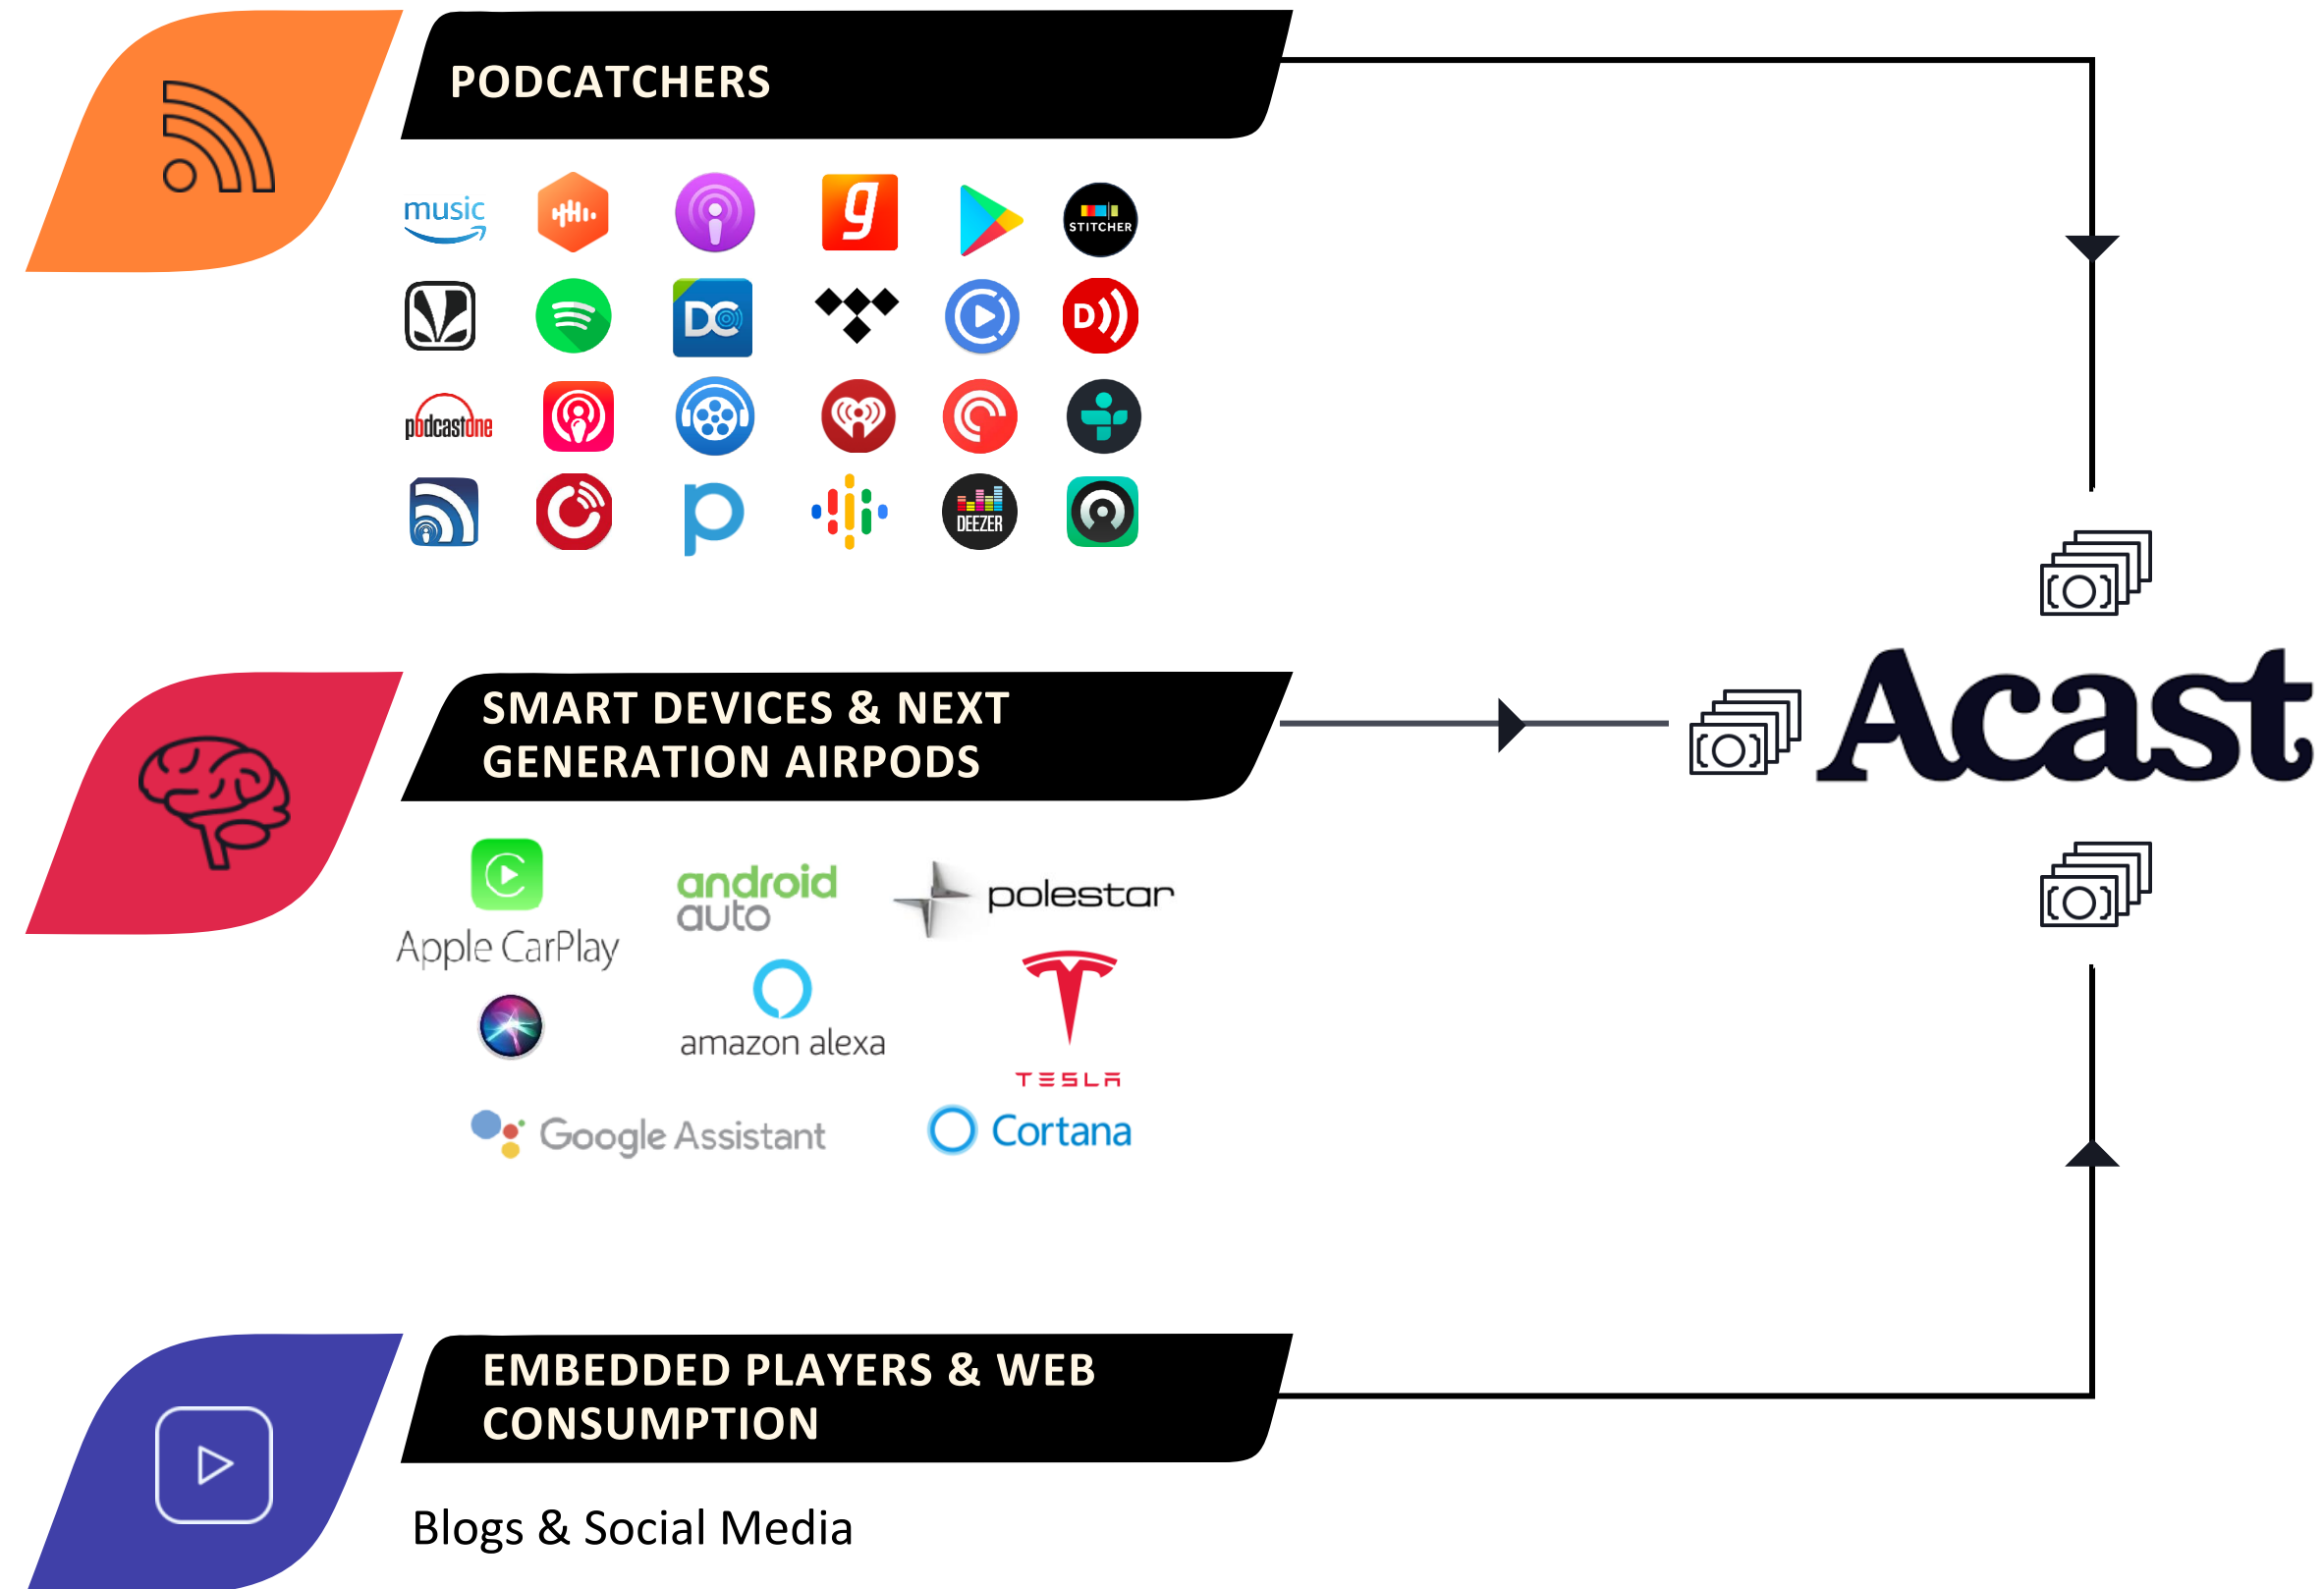 PODCATCHERS
music
g
STITCHER
DC
D
podcastone
p
DEEZER
SMART DEVICES & NEXT
GENERATION AIRPODS
Acast
android
auto
polestar
Apple CarPlay
amazon alexa
TESLA
Google Assistant
Cortana
EMBEDDED PLAYERS & WEB
CONSUMPTION
Blogs & Social Media